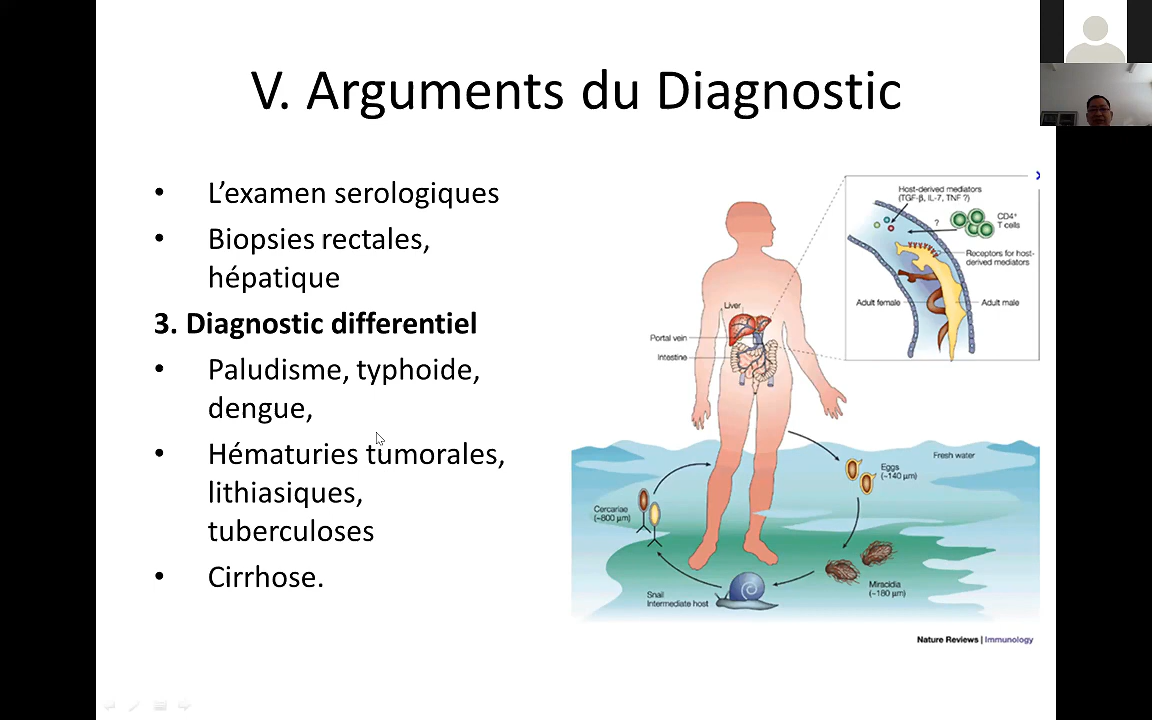 V. Arguments du Diagnostic
• L’examen serologiques
• Biopsies rectales,
hépatique
3. Diagnostic differentiel
• Paludisme, typhoide,
dengue,
• Hématuries tumorales,
lithiasiques,
tuberculoses
• Cirrhose.
Host-derived mediators
(TGF-β, IL-7, TNF ?)
?
CD4+
T cells
Receptors for host-
derived mediators
Adult female
Adult male
Liver
Portal vein
Intestine
Fresh water
Eggs
(~140 µm)
Cercariae
(~800 µm)
Miracidia
(~180 µm)
Snail
Intermediate host
Nature Reviews | Immunology